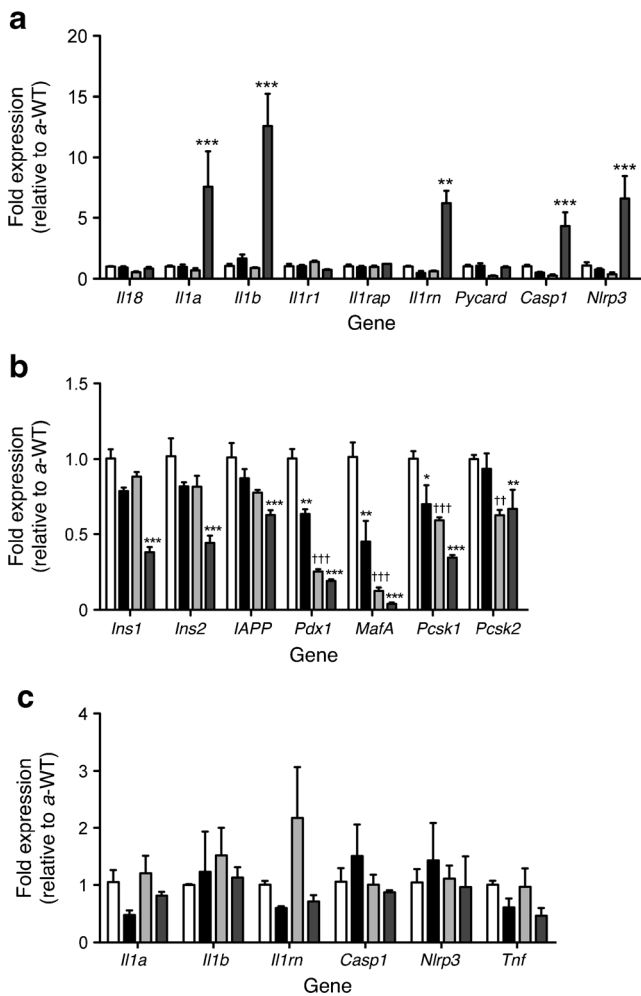 a
20
15
10
5
0
Fold expression
(relative to a-WT)
***
***
**
***
***
Il18 Il1a Il1b Il1r1 Il1rap Il1rn Pycard Casp1 Nlrp3
Gene
b
1.5
1.0
0.5
0
Fold expression
(relative to a-WT)
***
***
***
** ††† ***
** ††† ***
* ††† ***
†† **
Ins1 Ins2 IAPP Pdx1 MafA Pcsk1 Pcsk2
Gene
c
4
3
2
1
0
Fold expression
(relative to a-WT)
Il1a Il1b Il1rn Casp1 Nlrp3 Tnf
Gene